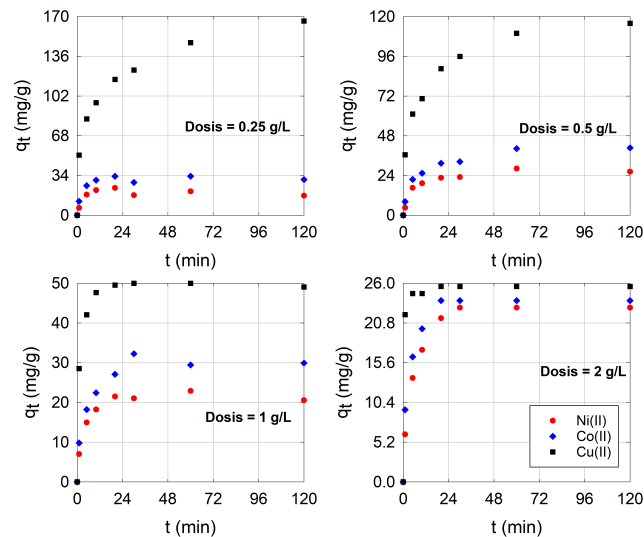 170
136
102
68
34
0
qt (mg/g)
Dosis = 0.25 g/L
0 24 48 72 96 120
t (min)
120
96
72
48
24
0
qt (mg/g)
Dosis = 0.5 g/L
0 24 48 72 96 120
t (min)
50
40
30
20
10
0
qt (mg/g)
Dosis = 1 g/L
0 24 48 72 96 120
t (min)
26.0
20.8
15.6
10.4
5.2
0.0
qt (mg/g)
Dosis = 2 g/L
Ni(II)
Co(II)
Cu(II)
0 24 48 72 96 120
t (min)